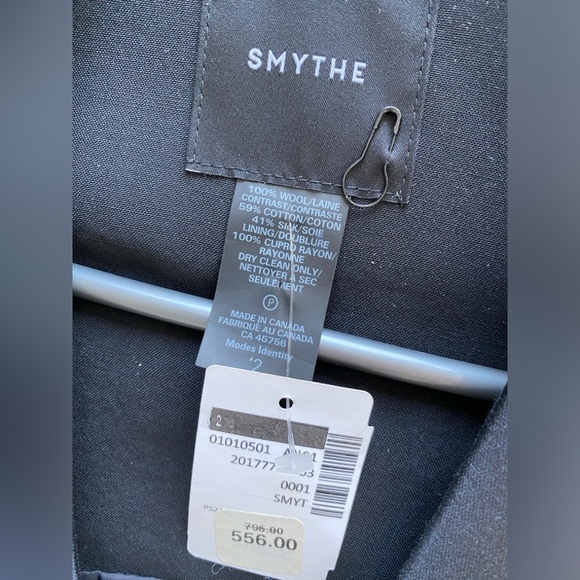 SMYTHE
100% WOOL/LAINE
CONTRAST/CONTRASTE
59% COTTON/COTON
41% SILK/SOIE
LINING/DOUBLURE
100% CUPRO RAYON/
RAYONNE
DRY CLEAN ONLY/
NETTOYER A SEC
SEULEMENT
P
MADE IN CANADA
FABRIQUÉ AU CANADA
CA 45756
Modes Identity
2
2
01010501
0001
SMYT
795.00
556.00